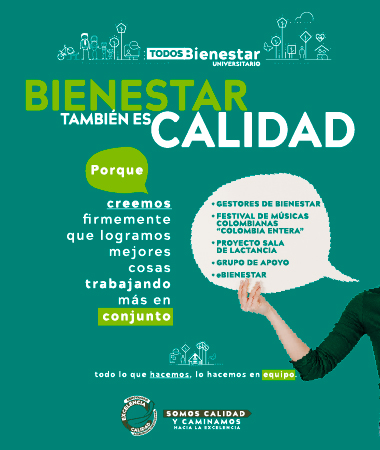 TODOS Bienestar
UNIVERSITARIO
BIENESTAR
TAMBIÉN ES CALIDAD
Porque
creemos
firmemente
que logramos
mejores
cosas
trabajando
más en
conjunto
• GESTORES DE BIENESTAR
• FESTIVAL DE MÚSICAS
COLOMBIANAS
"COLOMBIA ENTERA"
• PROYECTO SALA
DE LACTANCIA
• GRUPO DE APOYO
• eBIENESTAR
todo lo que hacemos, lo hacemos en equipo.
EXCELENCIA
CALIDAD
SOMOS CALIDAD
Y CAMINAMOS
HACIA LA EXCELENCIA